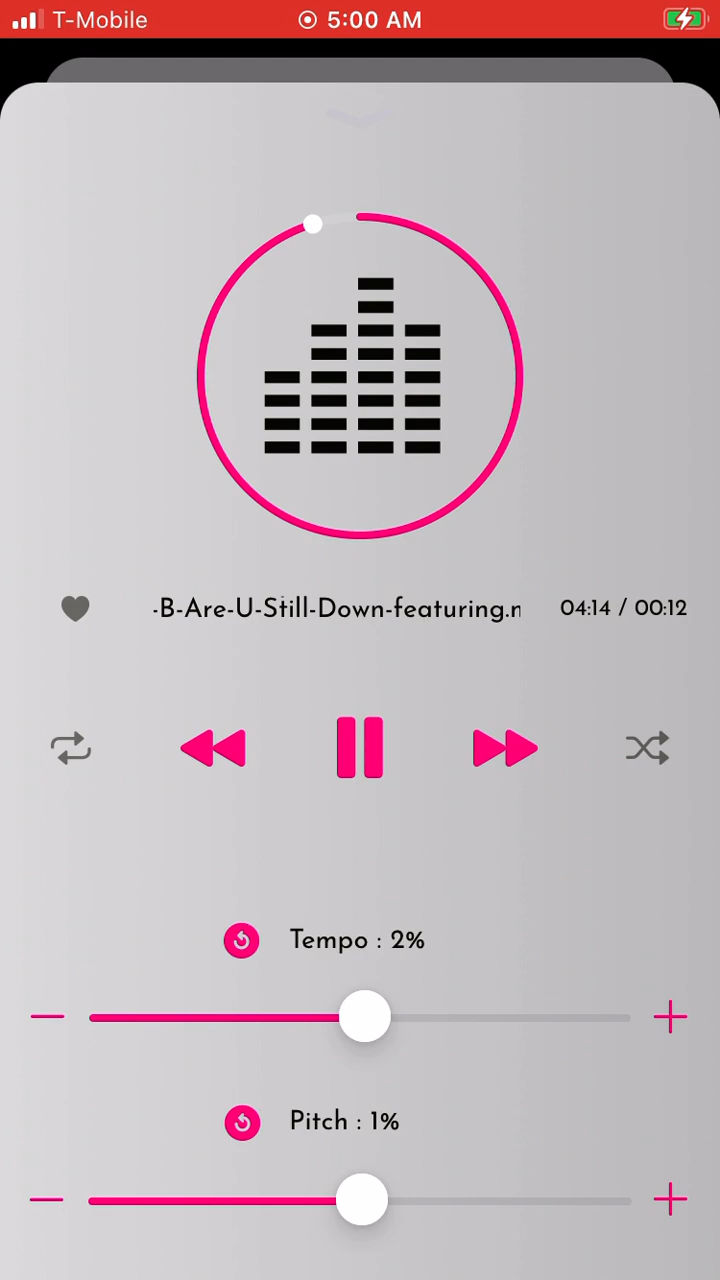 T-Mobile 5:00 AM
-B-Are-U-Still-Down-featuring.n 04:14 / 00:12
Tempo : 2%
Pitch : 1%